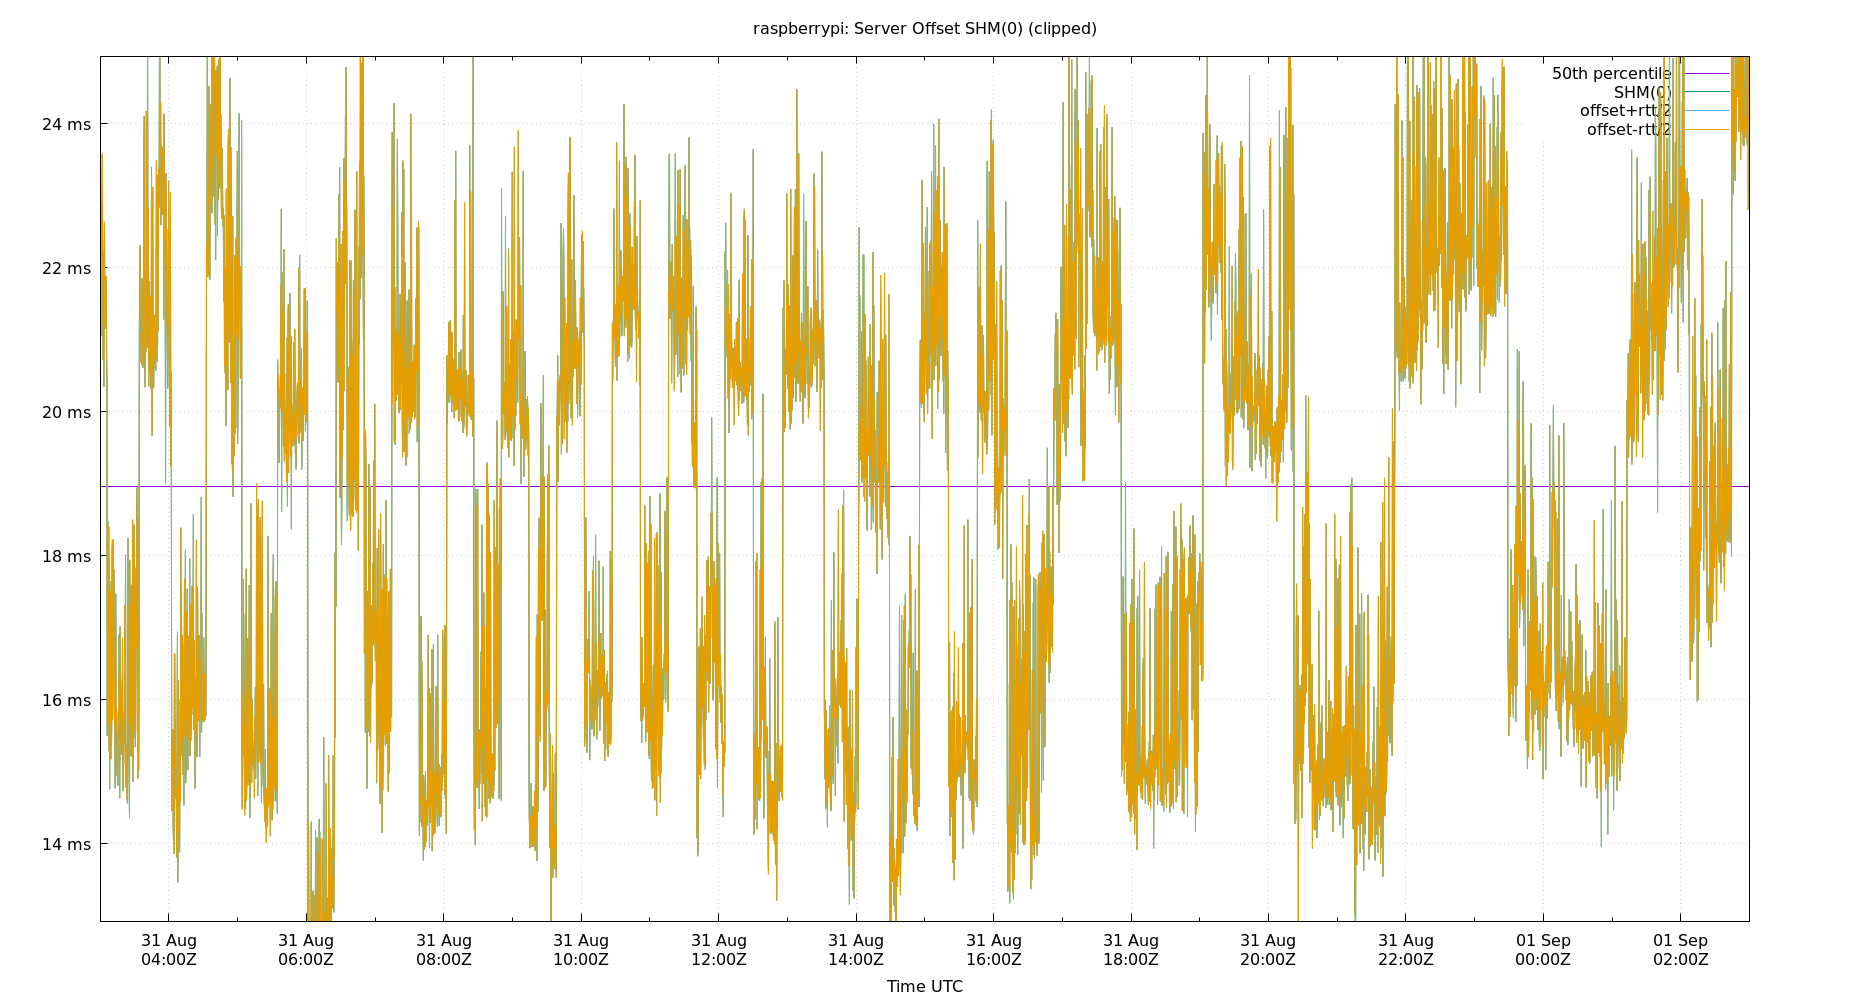 raspberrypi: Server Offset SHM(0) (clipped)
50th percentile
SHM(0)
offset+rtt/2
offset-rtt/2
24 ms
22 ms
20 ms
18 ms
16 ms
14 ms
31 Aug 31 Aug 31 Aug 31 Aug 31 Aug 31 Aug 31 Aug 31 Aug 31 Aug 31 Aug 01 Sep 01 Sep
04:00Z 06:00Z 08:00Z 10:00Z 12:00Z 14:00Z 16:00Z 18:00Z 20:00Z 22:00Z 00:00Z 02:00Z
Time UTC